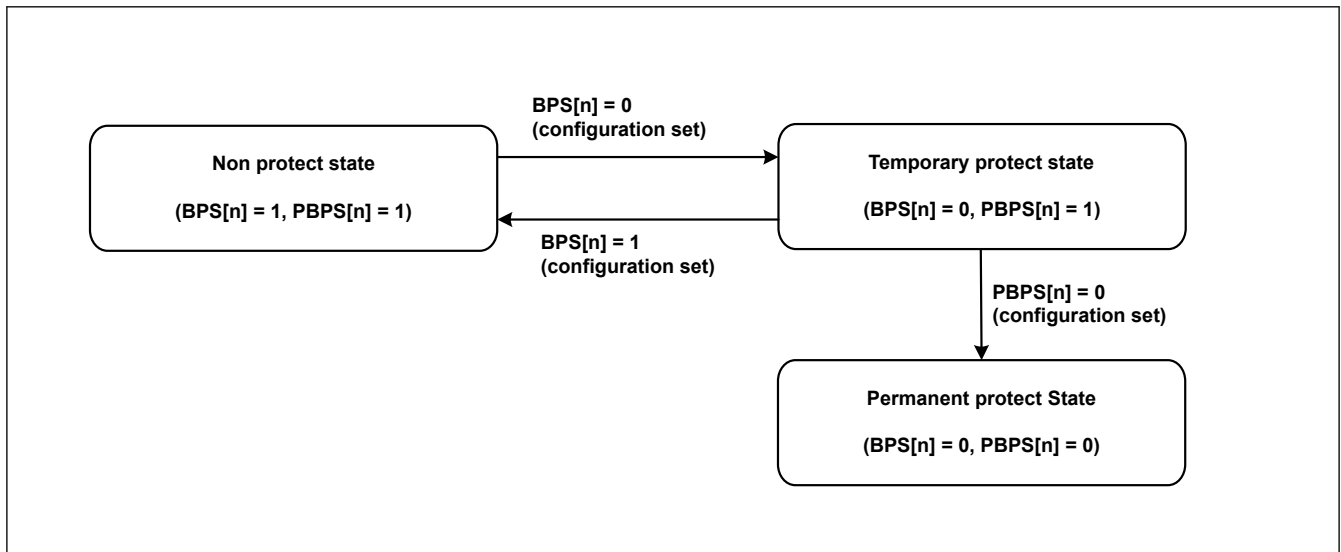 BPS[n] = 0
(configuration set)
Non protect state
(BPS[n] = 1, PBPS[n] = 1)
Temporary protect state
(BPS[n] = 0, PBPS[n] = 1)
BPS[n] = 1
(configuration set)
PBPS[n] = 0
(configuration set)
Permanent protect State
(BPS[n] = 0, PBPS[n] = 0)